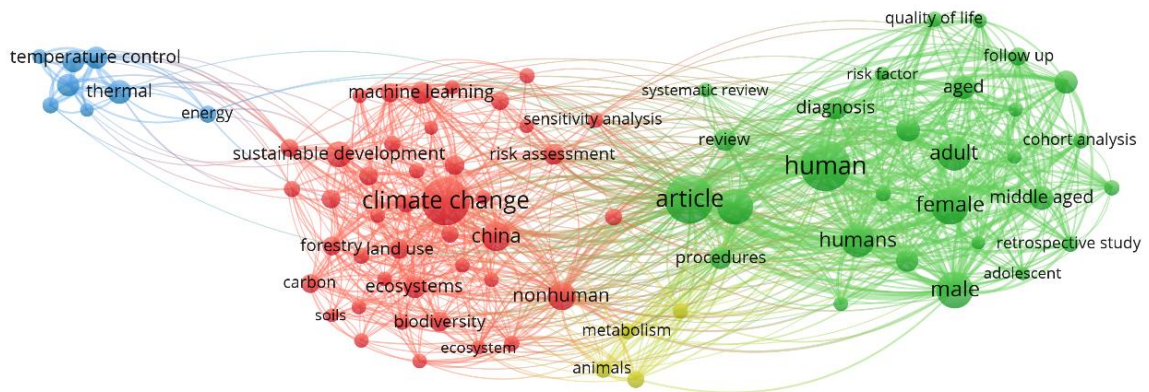 temperature control
thermal
energy
machine learning
sensitivity analysis
sustainable development
risk assessment
climate change
china
forestry
land use
carbon
ecosystems
nonhuman
soils
biodiversity
ecosystem
metabolism
animals
quality of life
follow up
risk factor
systematic review
aged
diagnosis
review
cohort analysis
human
adult
article
female
middle aged
humans
retrospective study
procedures
adolescent
male